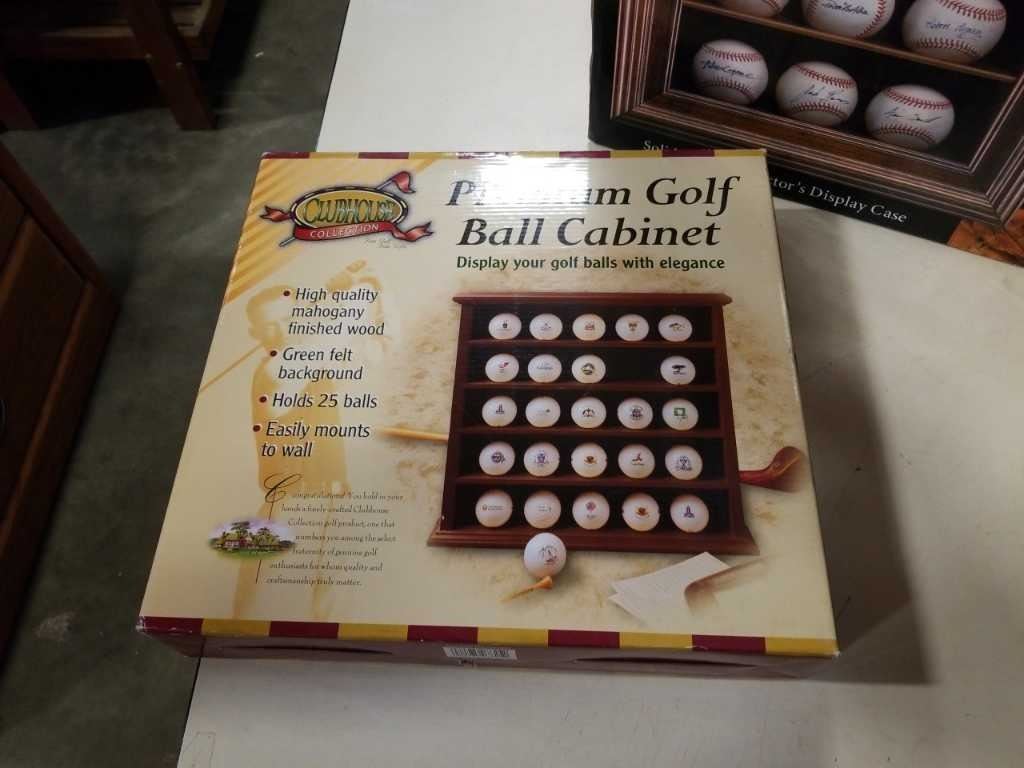 CLUBHOUSE
COLLECTION
Golf
Ball Cabinet
Display your golf balls with elegance
• High quality
mahogany
finished wood
• Green felt
background
• Holds 25 balls
• Easily mounts
to wall
Congratulations! You hold in your
hands a finely crafted Clubhouse
Collection golf product, one that
numbers you among the select
fraternity of genuine golf
enthusiasts for whom quality and
craftsmanship truly matter.
Display Case